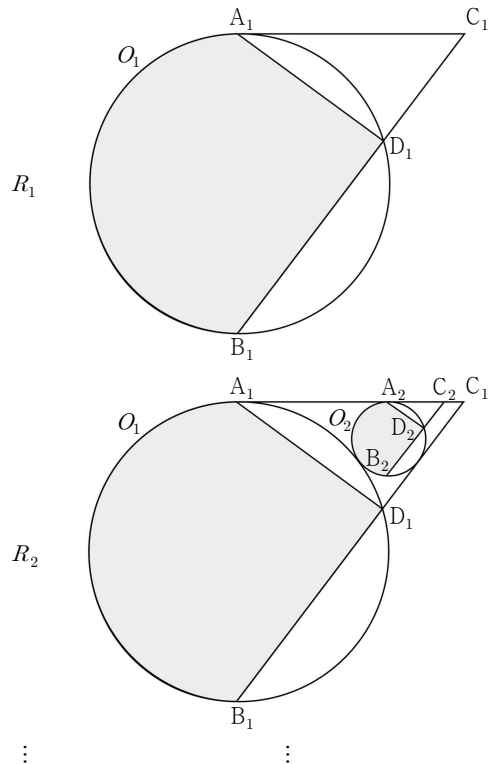 A₁ C₁
O₁
D₁
R₁
B₁
A₁ A₂ C₂ C₁
O₁ O₂
D₂
B₂
D₁
R₂
B₁
⋮ ⋮